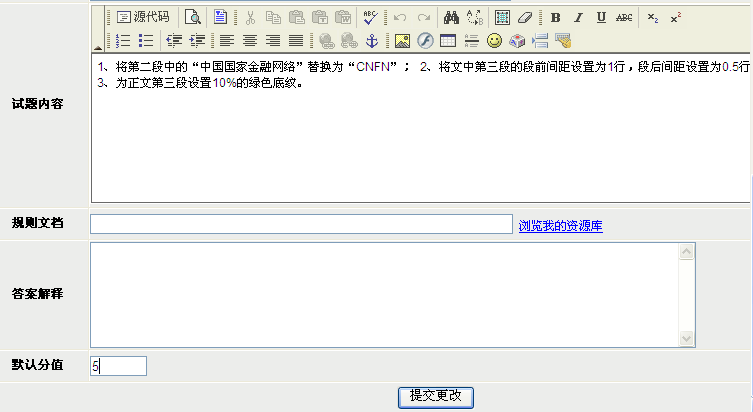 源代码
ABC
B I U ABC x₂ x²
试题内容
1、将第二段中的“中国国家金融网络”替换为“CNFN”； 2、将文中第三段的段前间距设置为1行，段后间距设置为0.5行
3、为正文第三段设置10%的绿色底纹。
规则文档
浏览我的资源库
答案解释
默认分值
5
提交更改